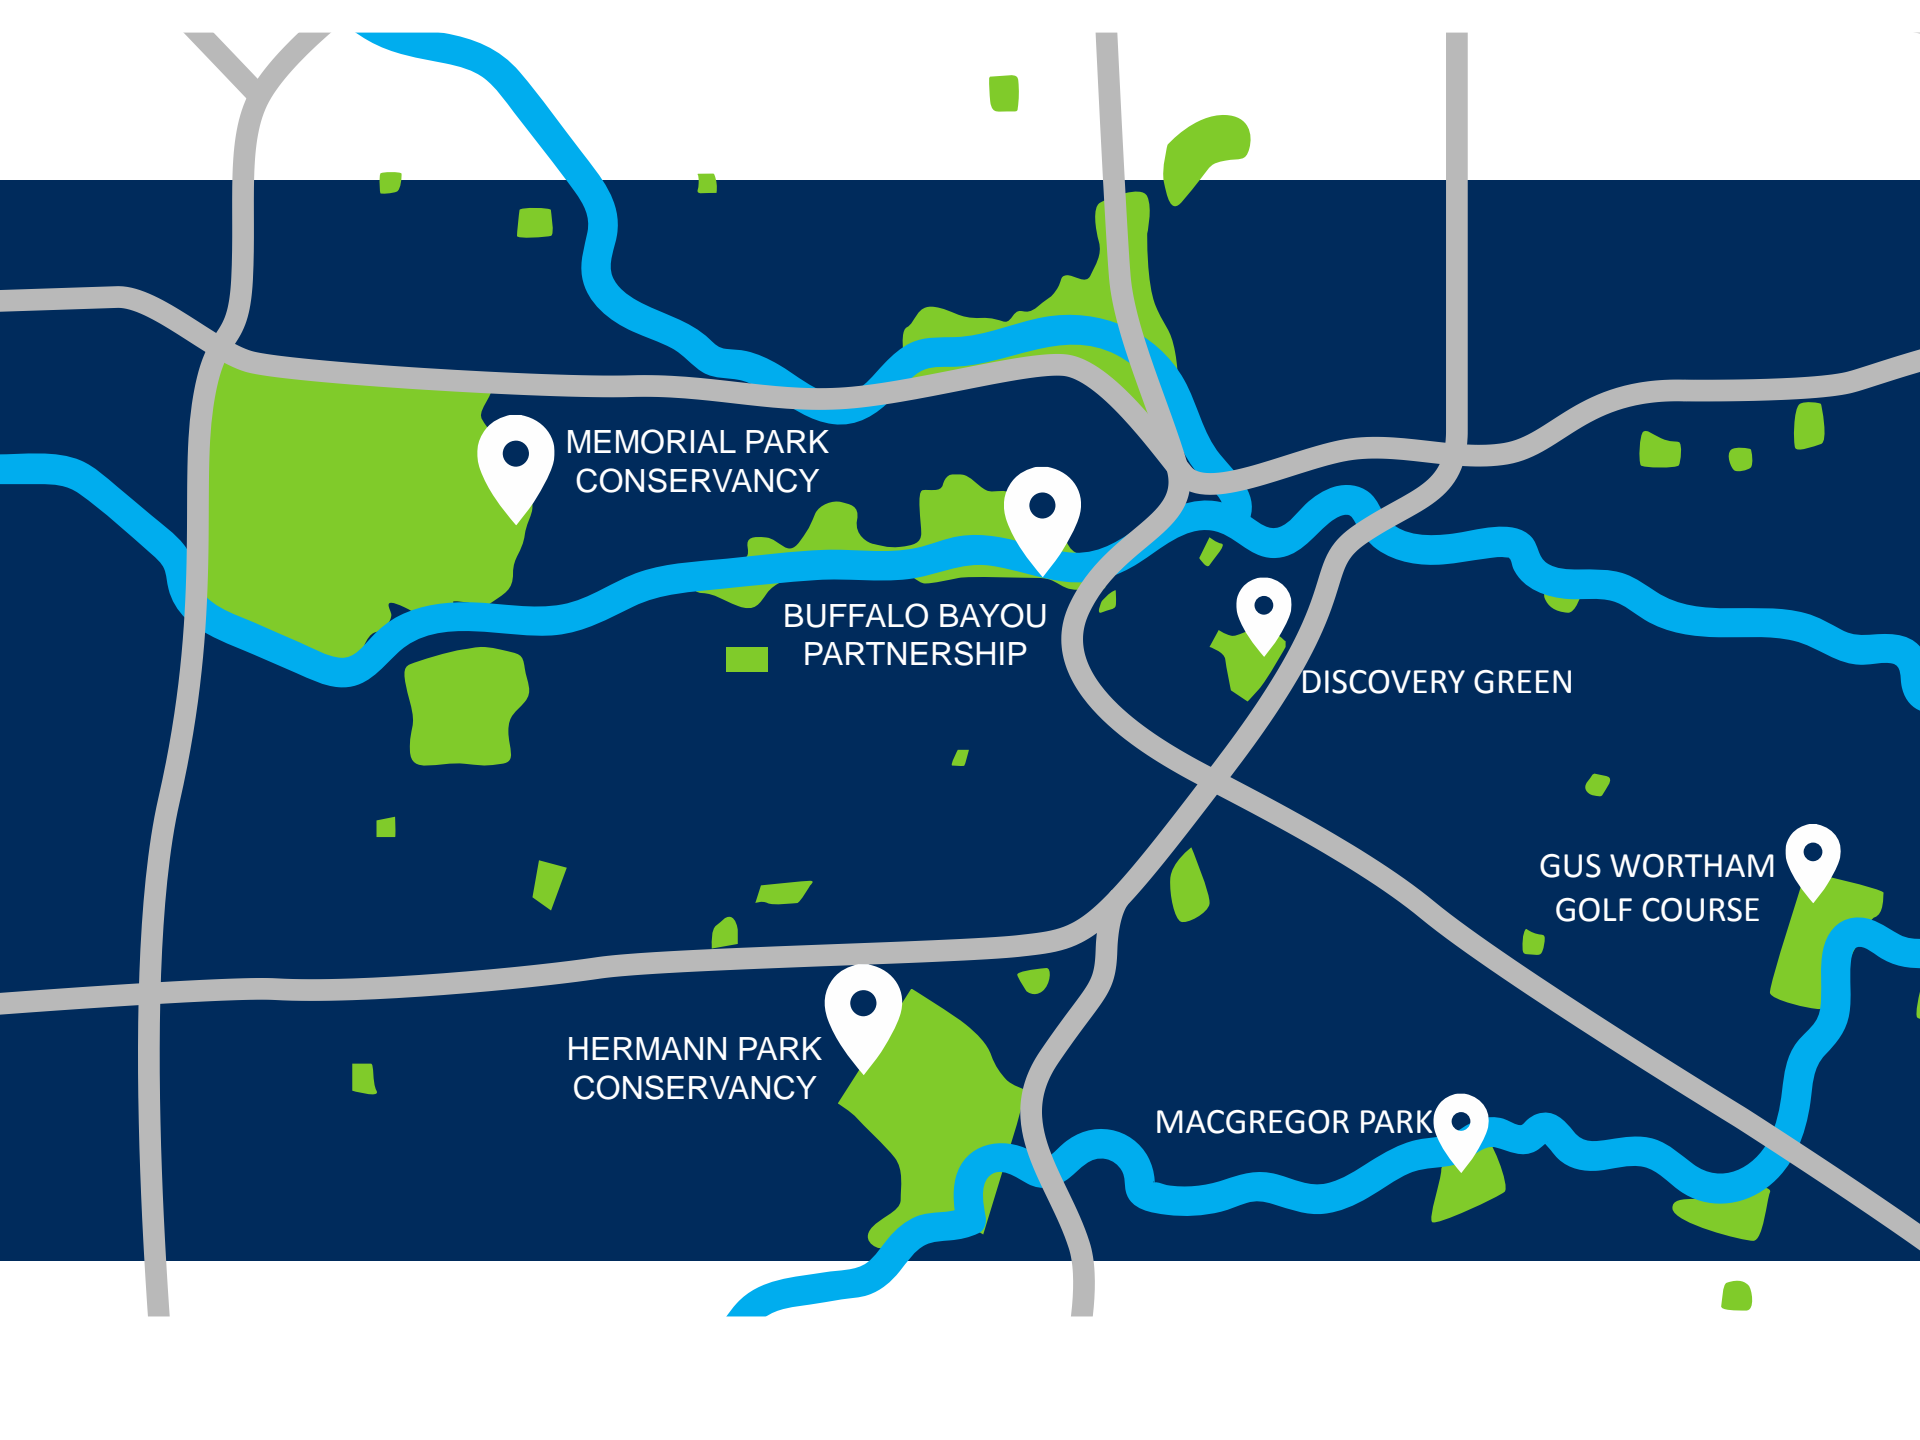 MEMORIAL PARK
CONSERVANCY
BUFFALO BAYOU
PARTNERSHIP
DISCOVERY GREEN
GUS WORTHAM
GOLF COURSE
HERMANN PARK
CONSERVANCY
MACGREGOR PARK